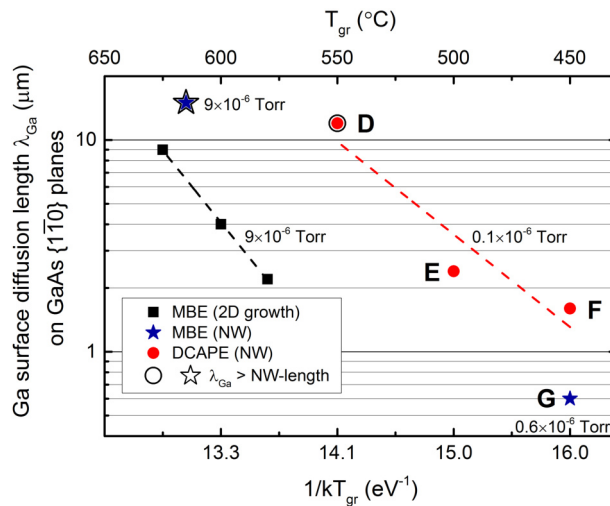 T_gr (°C)
650 600 550 500 450
Ga surface diffusion length λ_Ga (μm)
on GaAs {11̅0} planes
10
1
9×10⁻⁶ Torr
D
9×10⁻⁶ Torr
0.1×10⁻⁶ Torr
E
F
MBE (2D growth)
MBE (NW)
DCAPE (NW)
λ_Ga > NW-length
G
0.6×10⁻⁶ Torr
13.3 14.1 15.0 16.0
1/kT_gr (eV⁻¹)